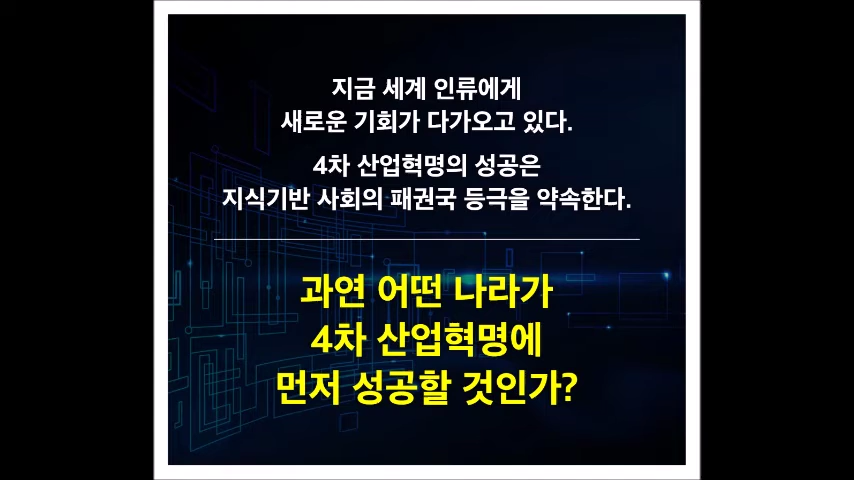 지금 세계 인류에게
새로운 기회가 다가오고 있다.
4차 산업혁명의 성공은
지식기반 사회의 패권국 등극을 약속한다.
과연 어떤 나라가
4차 산업혁명에
먼저 성공할 것인가?